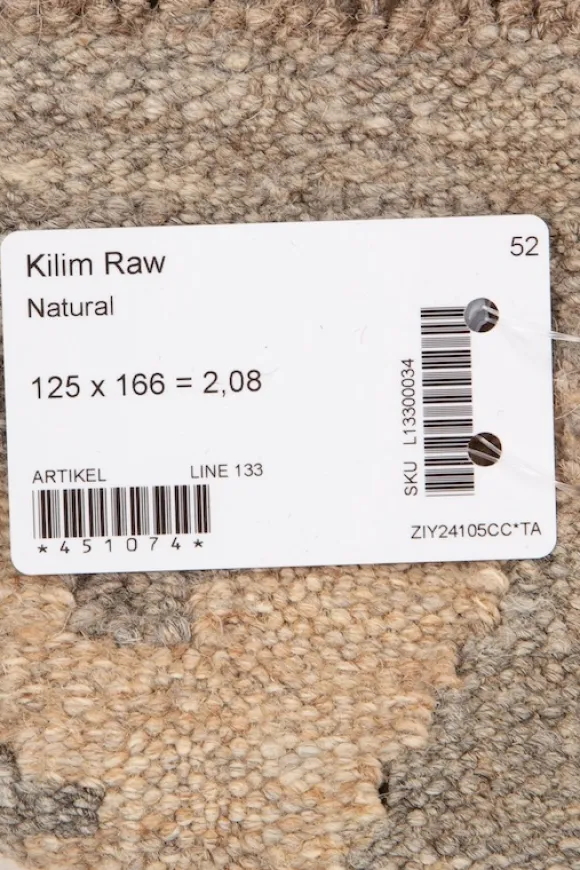 52
Kilim Raw
Natural
125 x 166 = 2,08
SKU L13300034
ARTIKEL LINE 133
*451074*
ZIY24105CC*TA